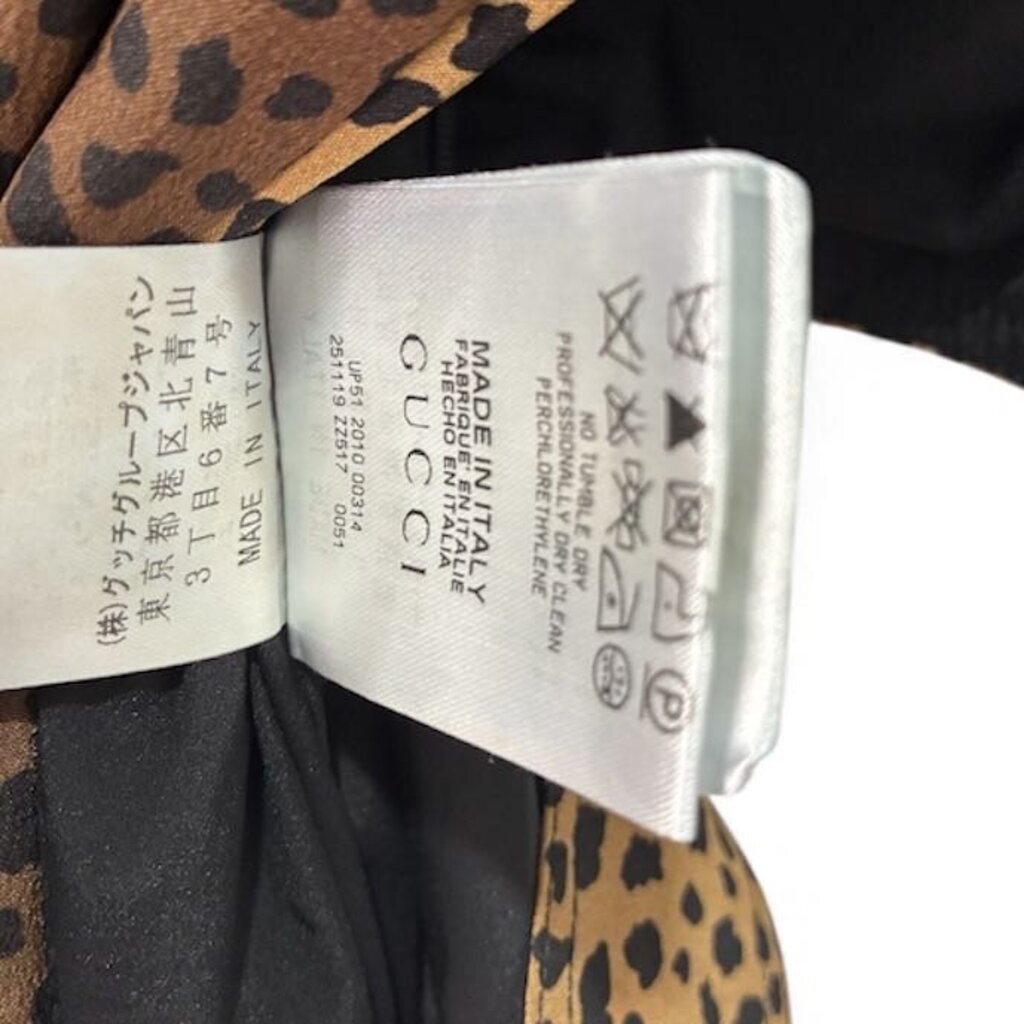 (株)グッチグループジャパン
東京都港区北青山
3丁目6番7号
MADE IN ITALY
NO TUMBLE DRY
PROFESSIONALLY DRY CLEAN
PERCHLORETHYLENE
MADE IN ITALY
FABRIQUE' EN ITALIE
HECHO EN ITALIA
GUCCI
UP51 2010 00314
251119 ZZ517 0051
P